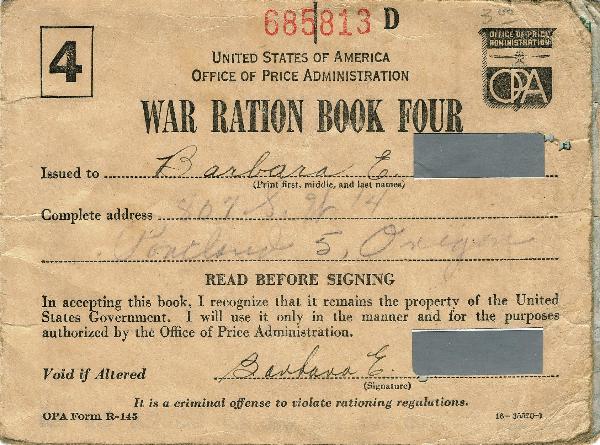 3 00
685813 D
4
OFFICE OF PRICE
ADMINISTRATION
OPA
UNITED STATES OF AMERICA
OFFICE OF PRICE ADMINISTRATION
WAR RATION BOOK FOUR
Issued to Barbara E.
(Print first, middle, and last names)
Complete address 807 S. W. 14
Portland 5, Oregon
READ BEFORE SIGNING
In accepting this book, I recognize that it remains the property of the United
States Government. I will use it only in the manner and for the purposes
authorized by the Office of Price Administration.
Void if Altered Barbara E
(Signature)
It is a criminal offense to violate rationing regulations.
OPA Form R-145